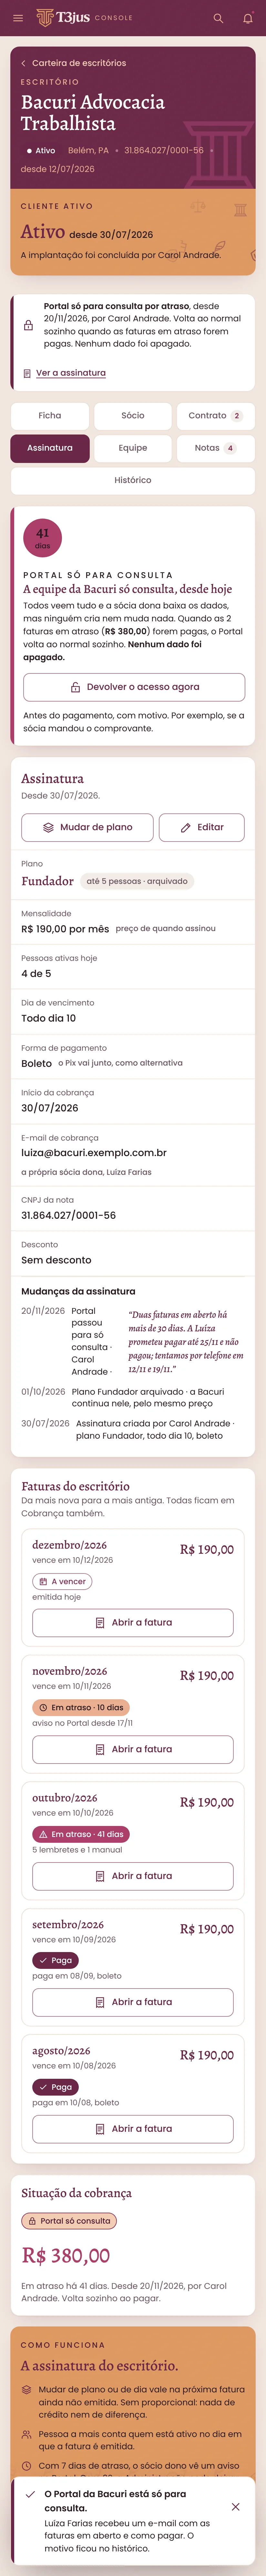 T3jus CONSOLE
Carteira de escritórios
ESCRITÓRIO
Bacuri Advocacia
Trabalhista
Ativo Belém, PA • 31.864.027/0001-56 •
desde 12/07/2026
CLIENTE ATIVO
Ativo desde 30/07/2026
A implantação foi concluída por Carol Andrade.
Portal só para consulta por atraso, desde
20/11/2026, por Carol Andrade. Volta ao normal
sozinho quando as faturas em atraso forem
pagas. Nenhum dado foi apagado.
Ver a assinatura
Ficha
Sócio
Contrato 2
Assinatura
Equipe
Notas 4
Histórico
41
dias
PORTAL SÓ PARA CONSULTA
A equipe da Bacuri só consulta, desde hoje
Todos veem tudo e a sócia dona baixa os dados,
mas ninguém cria nem muda nada. Quando as 2
faturas em atraso (R$ 380,00) forem pagas, o Portal
volta ao normal sozinho. Nenhum dado foi
apagado.
Devolver o acesso agora
Antes do pagamento, com motivo. Por exemplo, se a
sócia mandou o comprovante.
Assinatura
Desde 30/07/2026.
Mudar de plano
Editar
Plano
Fundador até 5 pessoas · arquivado
Mensalidade
R$ 190,00 por mês preço de quando assinou
Pessoas ativas hoje
4 de 5
Dia de vencimento
Todo dia 10
Forma de pagamento
Boleto o Pix vai junto, como alternativa
Início da cobrança
30/07/2026
E-mail de cobrança
luiza@bacuri.exemplo.com.br
a própria sócia dona, Luíza Farias
CNPJ da nota
31.864.027/0001-56
Desconto
Sem desconto
Mudanças da assinatura
20/11/2026
Portal
passou
para só
consulta ·
Carol
Andrade ·
“Duas faturas em aberto há
mais de 30 dias. A Luíza
prometeu pagar até 25/11 e não
pagou; tentamos por telefone em
12/11 e 19/11.”
01/10/2026 Plano Fundador arquivado · a Bacuri
continua nele, pelo mesmo preço
30/07/2026 Assinatura criada por Carol Andrade ·
plano Fundador, todo dia 10, boleto
Faturas do escritório
Da mais nova para a mais antiga. Todas ficam em
Cobrança também.
dezembro/2026 R$ 190,00
vence em 10/12/2026
A vencer
emitida hoje
Abrir a fatura
novembro/2026 R$ 190,00
vence em 10/11/2026
Em atraso · 10 dias
aviso no Portal desde 17/11
Abrir a fatura
outubro/2026 R$ 190,00
vence em 10/10/2026
Em atraso · 41 dias
5 lembretes e 1 manual
Abrir a fatura
setembro/2026 R$ 190,00
vence em 10/09/2026
Paga
paga em 08/09, boleto
Abrir a fatura
agosto/2026 R$ 190,00
vence em 10/08/2026
Paga
paga em 10/08, boleto
Abrir a fatura
Situação da cobrança
Portal só consulta
R$ 380,00
Em atraso há 41 dias. Desde 20/11/2026, por Carol
Andrade. Volta sozinho ao pagar.
COMO FUNCIONA
A assinatura do escritório.
Mudar de plano ou de dia vale na próxima fatura
ainda não emitida. Sem proporcional: nada de
crédito nem de diferença.
Pessoa a mais conta quem está ativo no dia em
que a fatura é emitida.
Com 7 dias de atraso, o sócio dono vê um aviso
O Portal da Bacuri está só para
consulta.
Luíza Farias recebeu um e-mail com as
faturas em aberto e como pagar. O
motivo ficou no histórico.